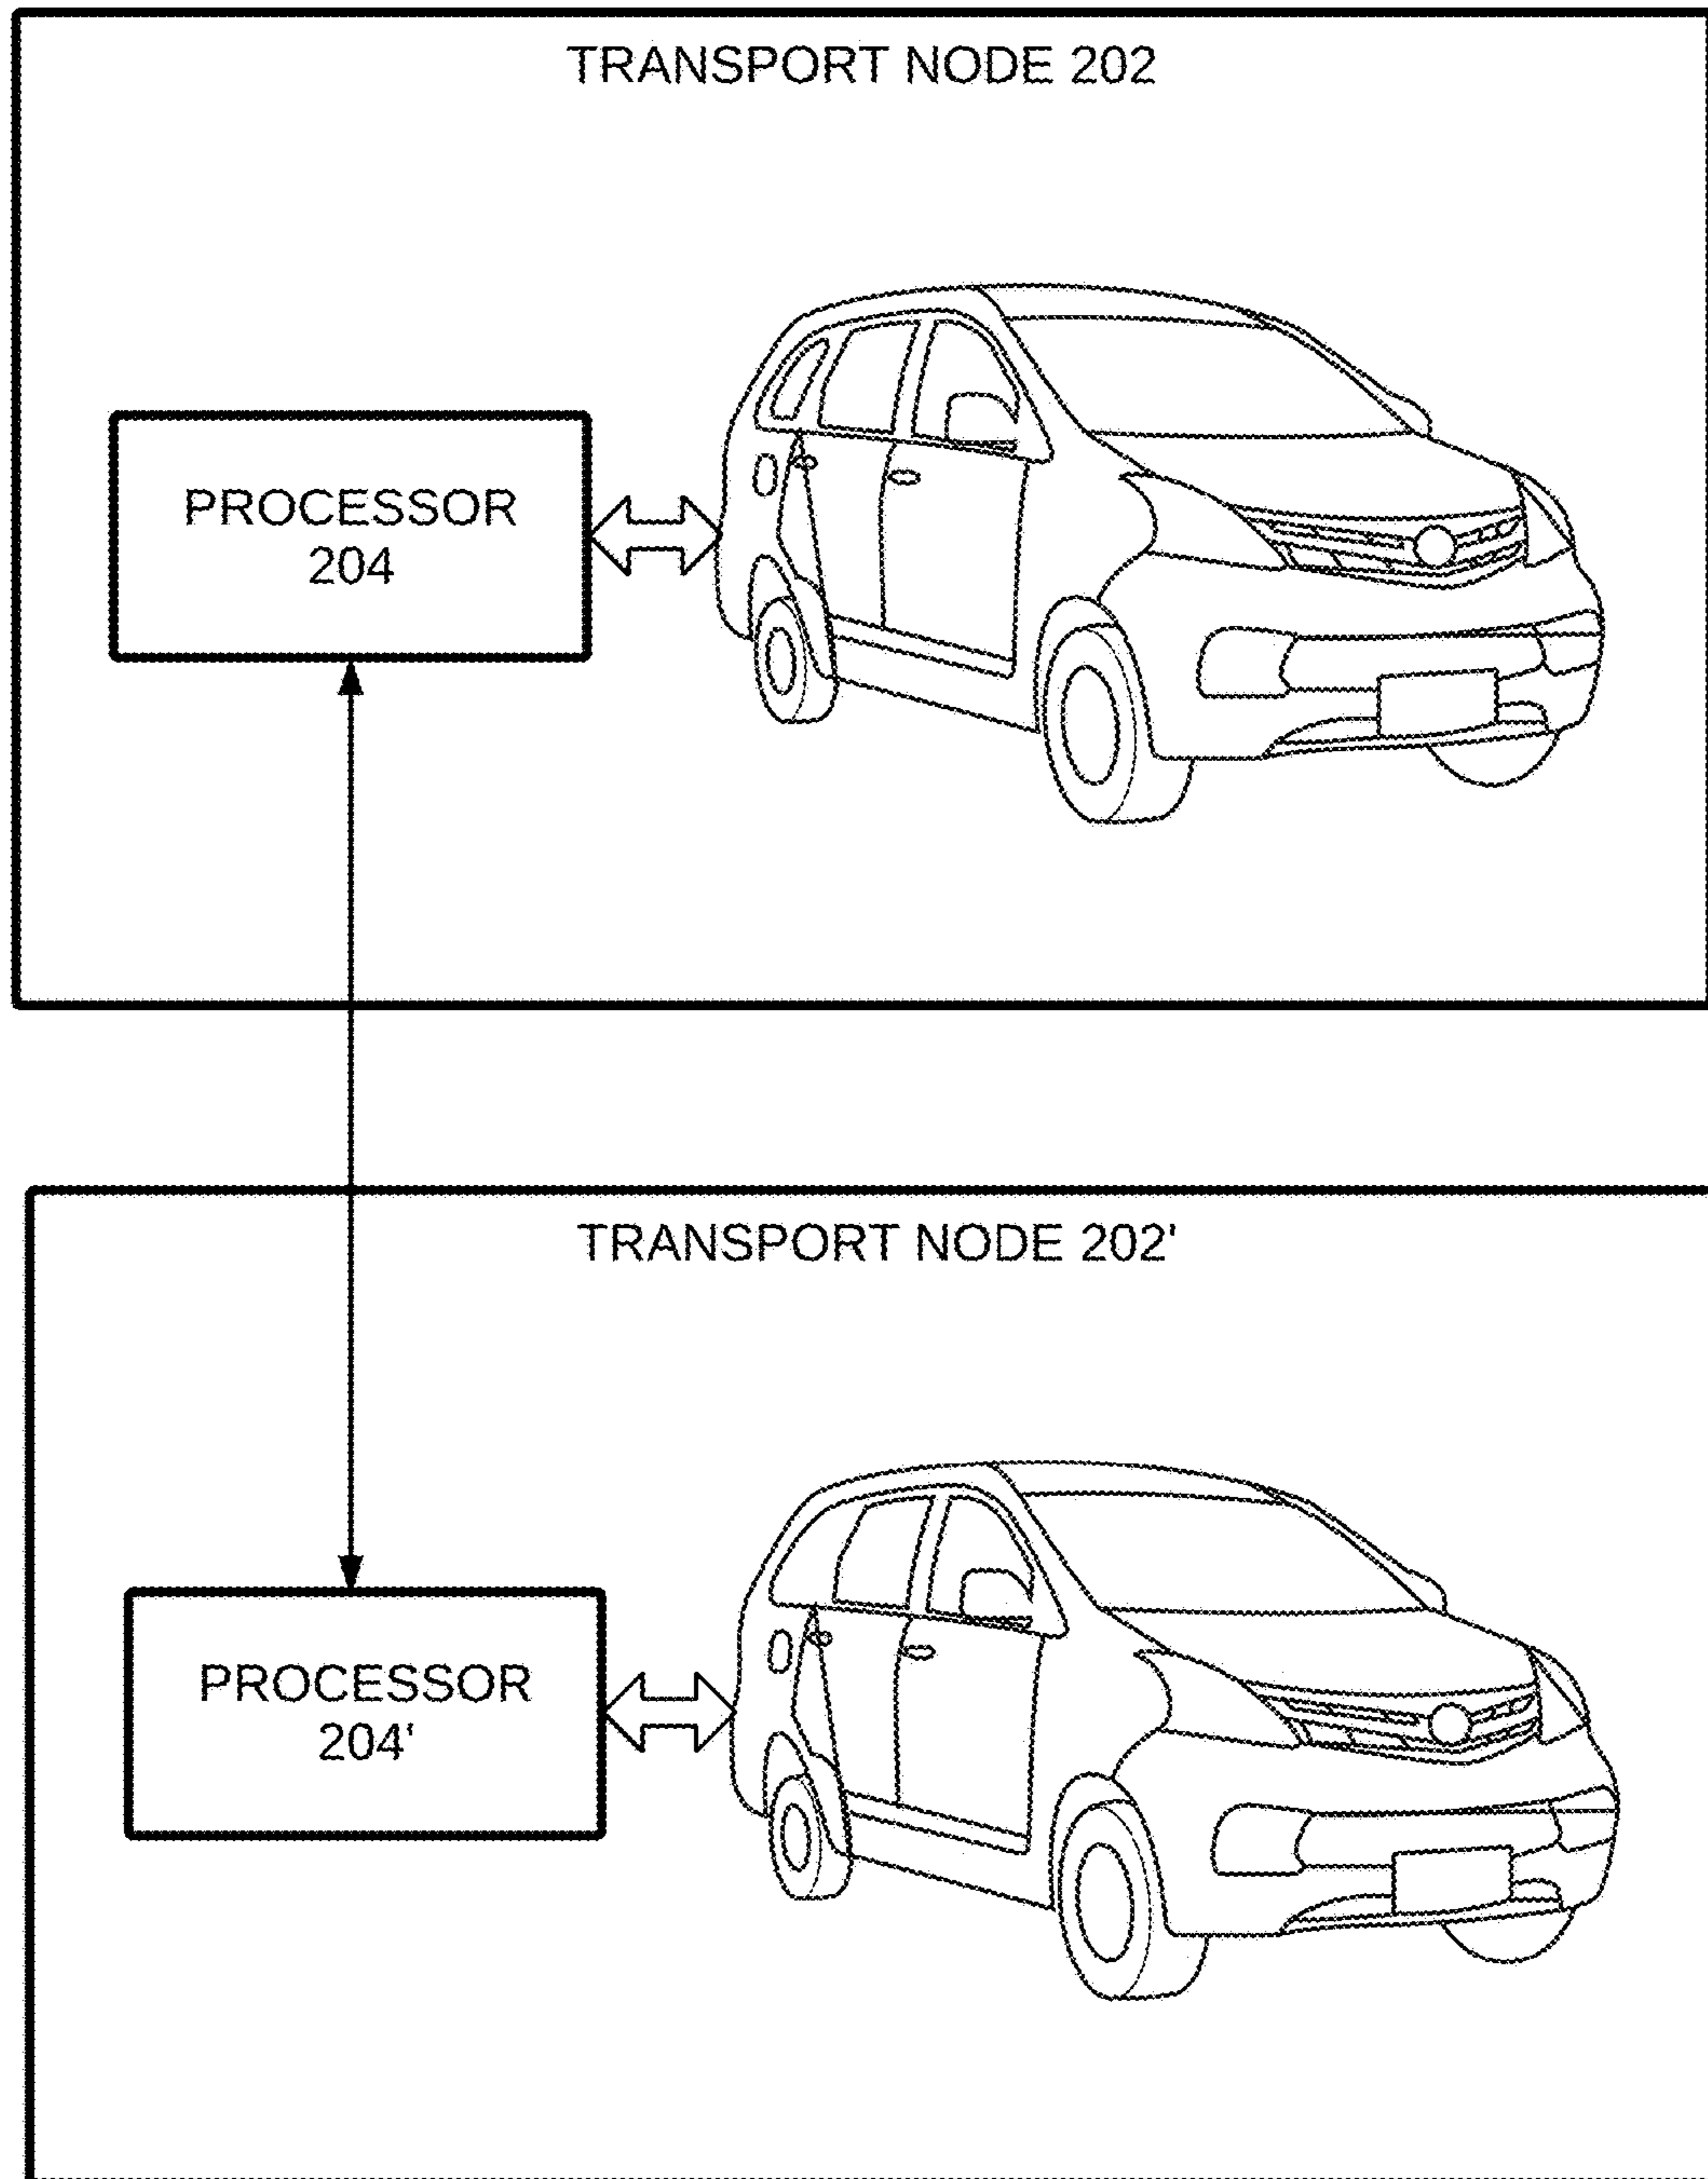 TRANSPORT NODE 202
PROCESSOR
204
TRANSPORT NODE 202'
PROCESSOR
204'